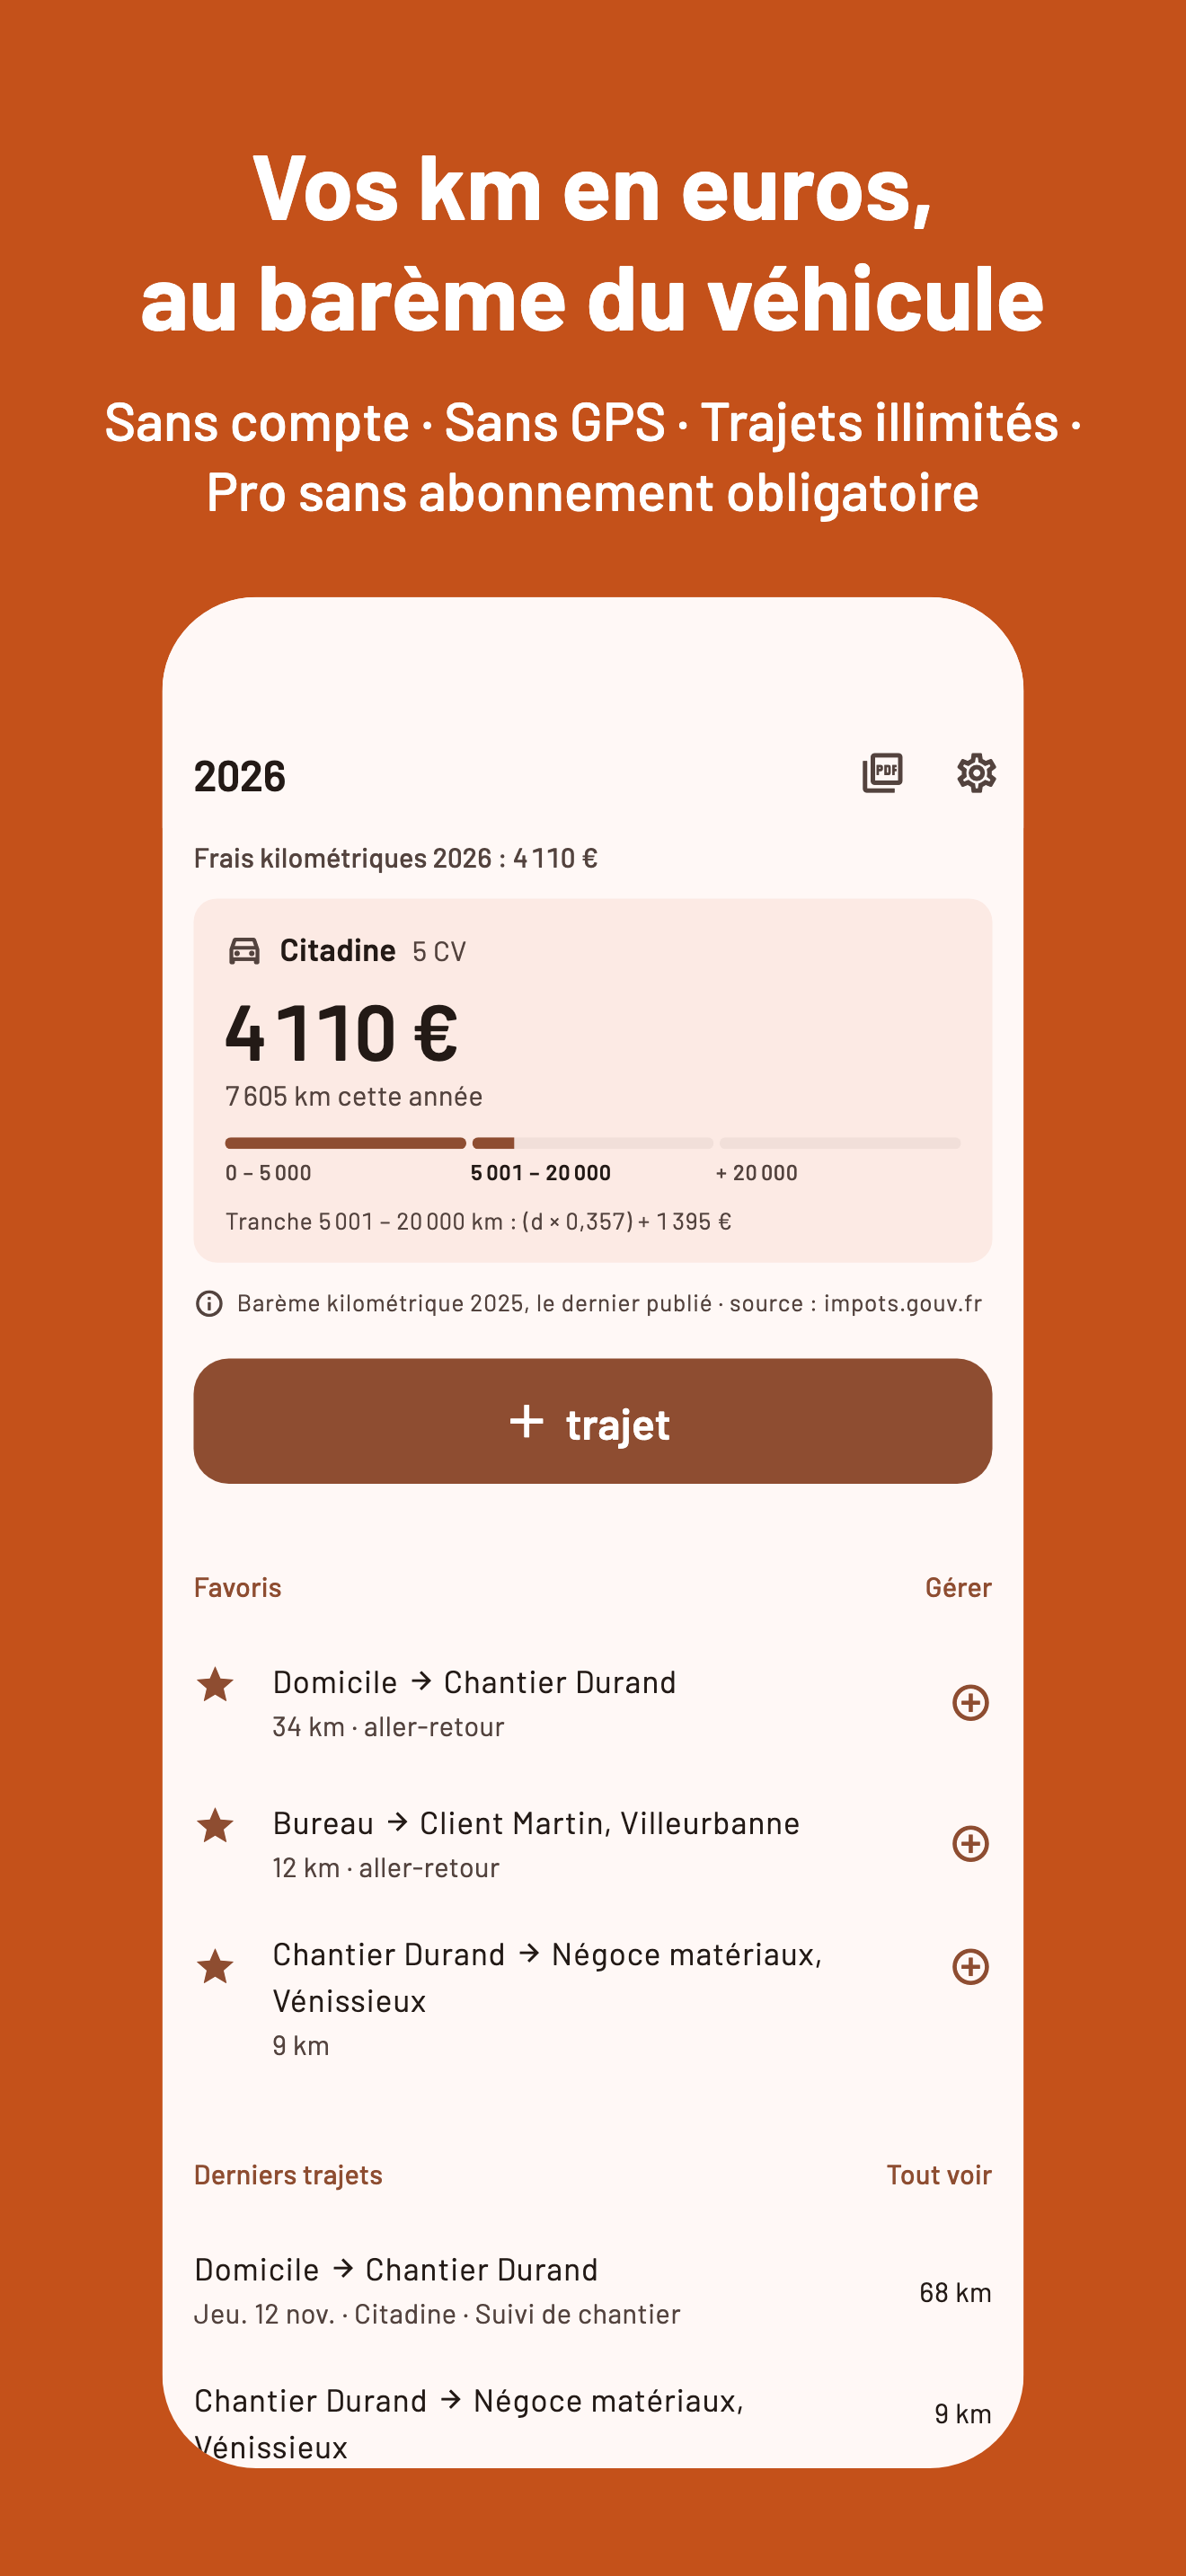 Vos km en euros,
au barème du véhicule
Sans compte · Sans GPS · Trajets illimités ·
Pro sans abonnement obligatoire
2026
PDF
Frais kilométriques 2026 : 4 110 €
Citadine 5 CV
4 110 €
7 605 km cette année
0 – 5 000 5 001 – 20 000 + 20 000
Tranche 5 001 – 20 000 km : (d × 0,357) + 1 395 €
Barème kilométrique 2025, le dernier publié · source : impots.gouv.fr
+ trajet
Favoris Gérer
Domicile → Chantier Durand
34 km · aller-retour
Bureau → Client Martin, Villeurbanne
12 km · aller-retour
Chantier Durand → Négoce matériaux,
Vénissieux
9 km
Derniers trajets Tout voir
Domicile → Chantier Durand
68 km
Jeu. 12 nov. · Citadine · Suivi de chantier
Chantier Durand → Négoce matériaux,
9 km
Vénissieux